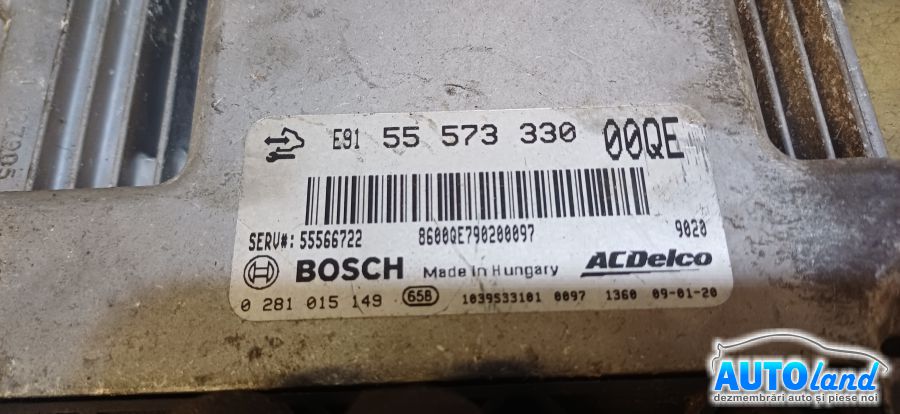 E91 55 573 330 00QE
SERV#: 55566722 8600QE790200097 9020
BOSCH Made in Hungary ACDelco
0 281 015 149 658 1039S33101 0097 1360 09-01-20
AUTOland
dezmembrări auto și piese noi